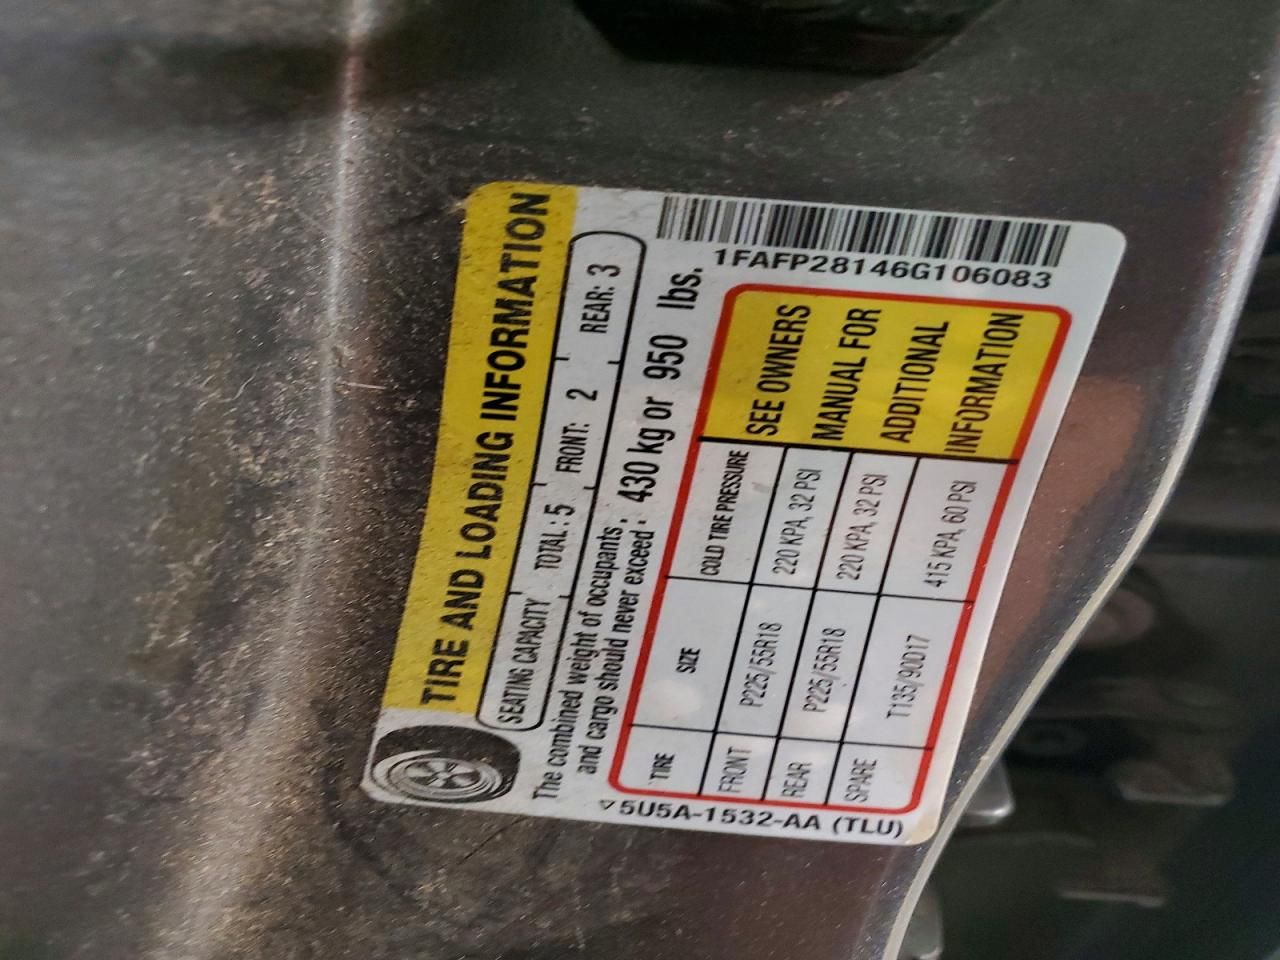 TIRE AND LOADING INFORMATION
SEATING CAPACITY TOTAL: 5 FRONT: 2 REAR: 3
The combined weight of occupants
and cargo should never exceed : 430 kg or 950 lbs.
TIRE SIZE COLD TIRE PRESSURE
FRONT P225/55R18 220 KPA, 32 PSI
REAR P225/55R18 220 KPA, 32 PSI
SPARE T135/90D17 415 KPA, 60 PSI
SEE OWNERS
MANUAL FOR
ADDITIONAL
INFORMATION
5U5A-1532-AA (TLU)
1FAFP28146G106083